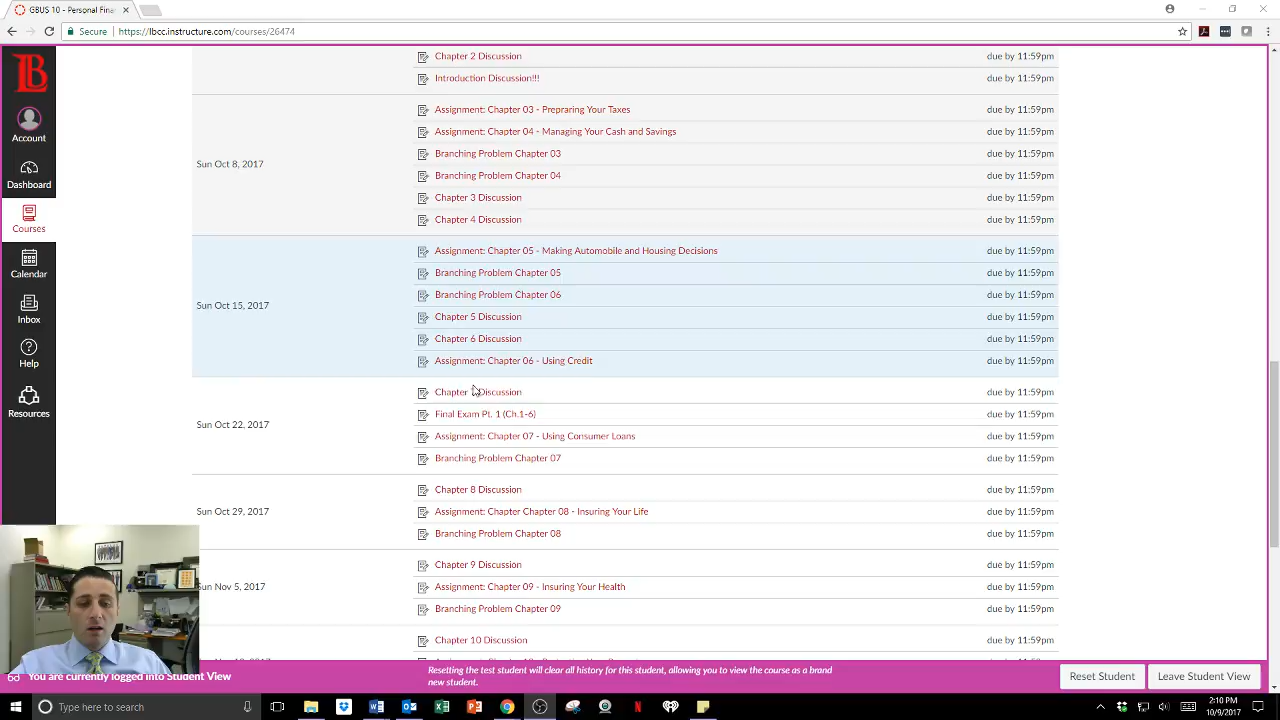 GBUS 10 - Personal Finan
Secure
https://lbcc.instructure.com/courses/26474
LB
Account
Dashboard
Courses
Calendar
Inbox
Help
Resources
Chapter 2 Discussion due by 11:59pm
Introduction Discussion!!! due by 11:59pm
Sun Oct 8, 2017
Assignment: Chapter 03 - Prepraring Your Taxes due by 11:59pm
Assignment: Chapter 04 - Managing Your Cash and Savings due by 11:59pm
Branching Problem Chapter 03 due by 11:59pm
Branching Problem Chapter 04 due by 11:59pm
Chapter 3 Discussion due by 11:59pm
Chapter 4 Discussion due by 11:59pm
Sun Oct 15, 2017
Assignment: Chapter 05 - Making Automobile and Housing Decisions due by 11:59pm
Branching Problem Chapter 05 due by 11:59pm
Branching Problem Chapter 06 due by 11:59pm
Chapter 5 Discussion due by 11:59pm
Chapter 6 Discussion due by 11:59pm
Assignment: Chapter 06 - Using Credit due by 11:59pm
Sun Oct 22, 2017
Chapter Discussion due by 11:59pm
Final Exam Pt. 1 (Ch.1-6) due by 11:59pm
Assignment: Chapter 07 - Using Consumer Loans due by 11:59pm
Branching Problem Chapter 07 due by 11:59pm
Sun Oct 29, 2017
Chapter 8 Discussion due by 11:59pm
Assignment: Chapter Chapter 08 - Insuring Your Life due by 11:59pm
Branching Problem Chapter 08 due by 11:59pm
Sun Nov 5, 2017
Chapter 9 Discussion due by 11:59pm
Assignment: Chapter 09 - Insuring Your Health due by 11:59pm
Branching Problem Chapter 09 due by 11:59pm
Chapter 10 Discussion due by 11:59pm
You are currently logged into Student View
Resetting the test student will clear all history for this student, allowing you to view the course as a brand
new student.
Reset Student
Leave Student View
Type here to search
2:10 PM
10/9/2017